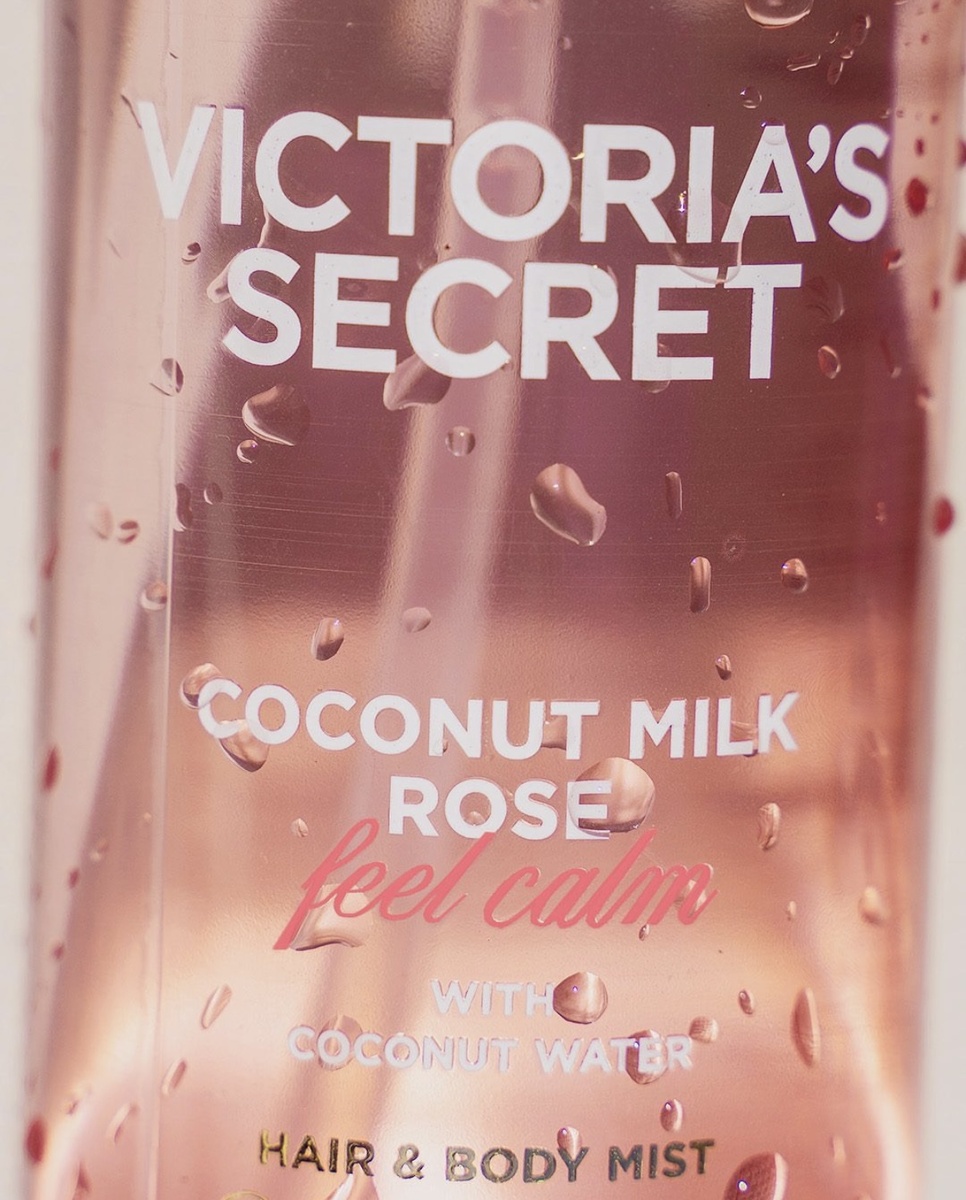 VICTORIA'S
SECRET
COCONUT MILK
ROSE
feel calm
WITH
COCONUT WATER
HAIR & BODY MIST